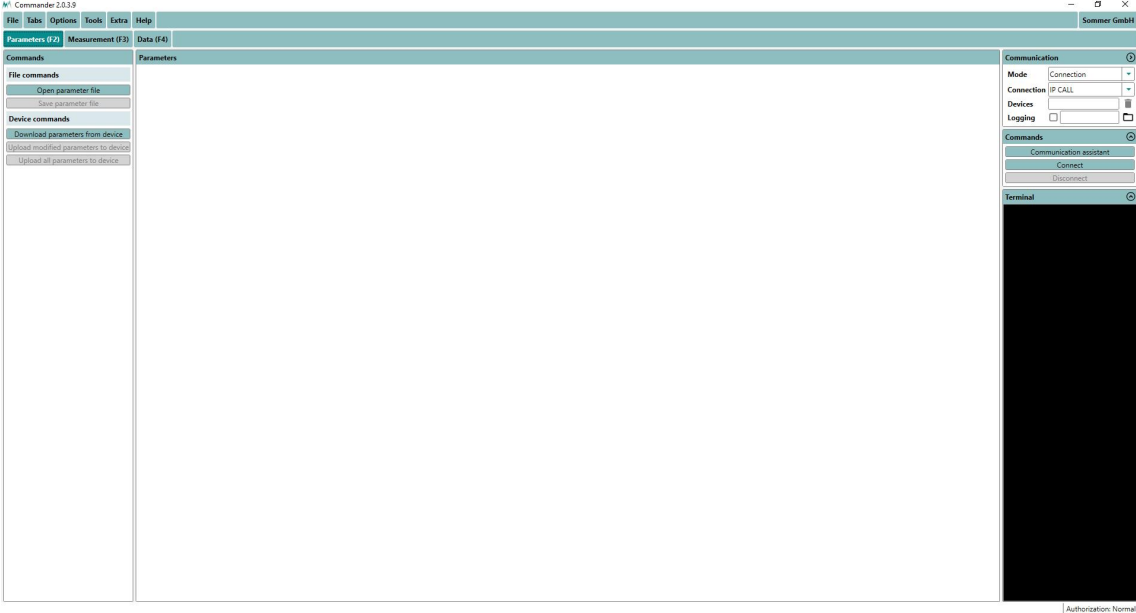 Commander 2.0.3.9
File Tabs Options Tools Extra Help Sommer GmbH
Parameters (F2) Measurement (F3) Data (F4)
Commands
File commands
Open parameter file
Save parameter file
Device commands
Download parameters from device
Upload modified parameters to device
Upload all parameters to device
Parameters
Communication
Mode Connection
Connection IP CALL
Devices
Logging
Commands
Communication assistant
Connect
Disconnect
Terminal
Authorization: Normal